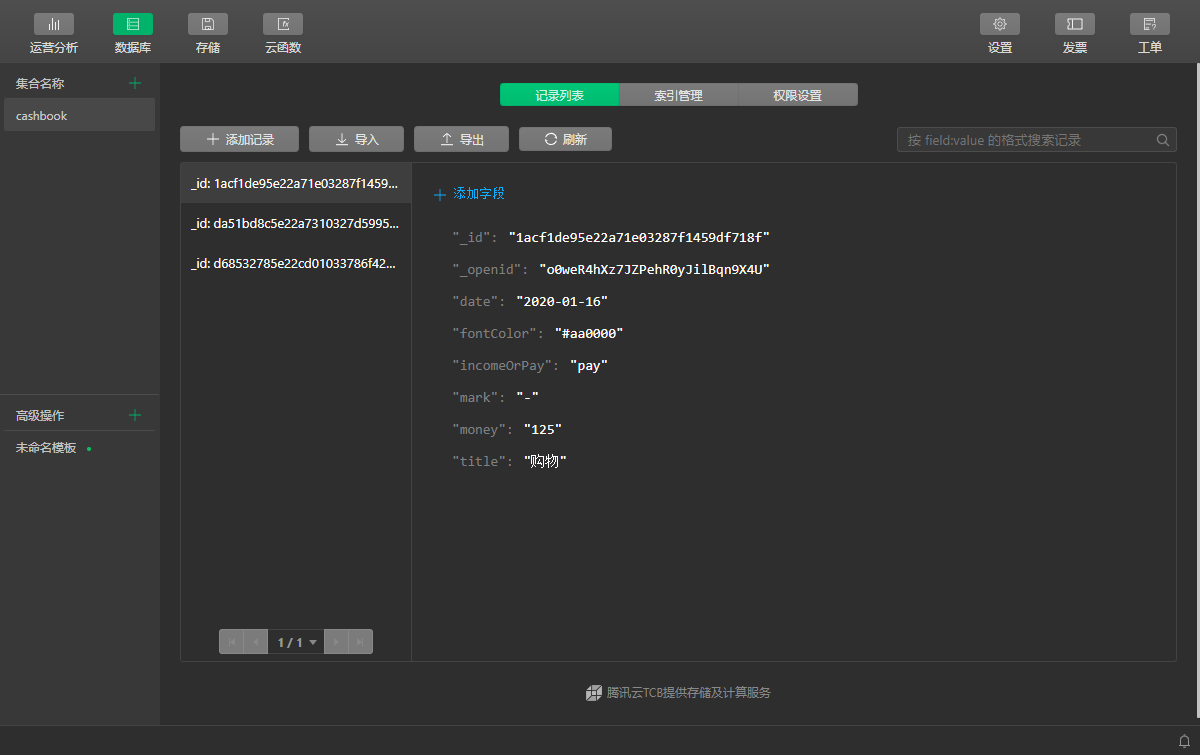 运营分析 数据库 存储 云函数 设置 发票 工单
集合名称
cashbook
高级操作
未命名模板
记录列表 索引管理 权限设置
添加记录 导入 导出 刷新 按 field:value 的格式搜索记录
_id: 1acf1de95e22a71e03287f1459...
_id: da51bd8c5e22a7310327d5995...
_id: d68532785e22cd01033786f42...
1 / 1
添加字段
"_id": "1acf1de95e22a71e03287f1459df718f"
"_openid": "o0weR4hXz7JZPehR0yJilBqn9X4U"
"date": "2020-01-16"
"fontColor": "#aa0000"
"incomeOrPay": "pay"
"mark": "-"
"money": "125"
"title": "购物"
腾讯云TCB提供存储及计算服务